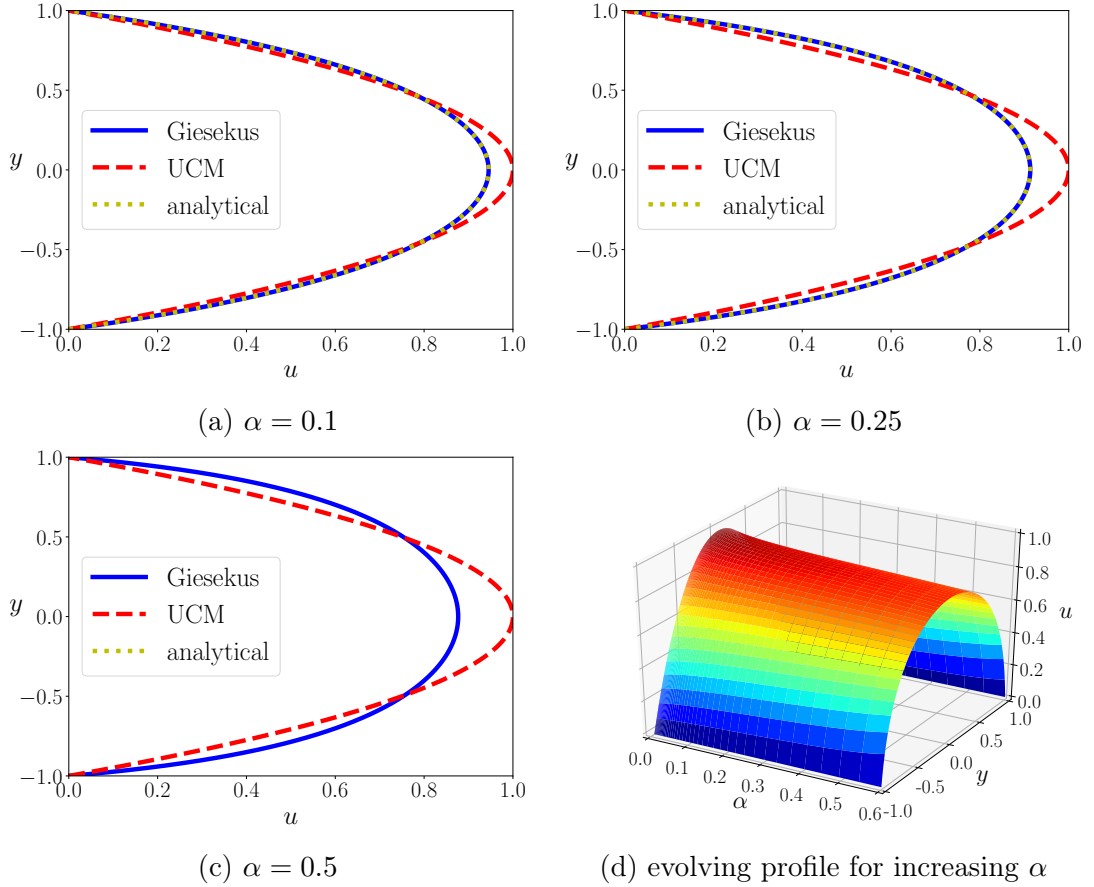 1.0
0.5
y
0.0
−0.5
−1.0
Giesekus
UCM
analytical
0.0 0.2 0.4 0.6 0.8 1.0
u
(a) α = 0.1
1.0
0.5
y
0.0
−0.5
−1.0
Giesekus
UCM
analytical
0.0 0.2 0.4 0.6 0.8 1.0
u
(b) α = 0.25
1.0
0.5
y
0.0
−0.5
−1.0
Giesekus
UCM
analytical
0.0 0.2 0.4 0.6 0.8 1.0
u
(c) α = 0.5
1.0
0.8
0.6
u
0.4
0.2
0.0
0.0 0.1 0.2 0.3 0.4 0.5 0.6
α
-1.0 -0.5 0.0 0.5 1.0
y
(d) evolving profile for increasing α